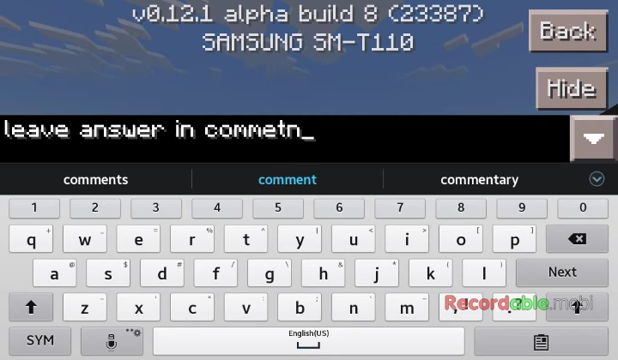 v0.12.1 alpha build 8 (23387)
SAMSUNG SM-T110
Back
Hide
leave answer in commetn_
comments
comment
commentary
1 2 3 4 5 6 7 8 9 0
q + w - e = r % t ^ y | u < i > o [ p ]
a @ s $ d # f / g _ h & j * k ( l ) Next
z ' x " c * v : b ; n ! m ~ , ! . ?
Recordable.mobi
SYM
English(US)